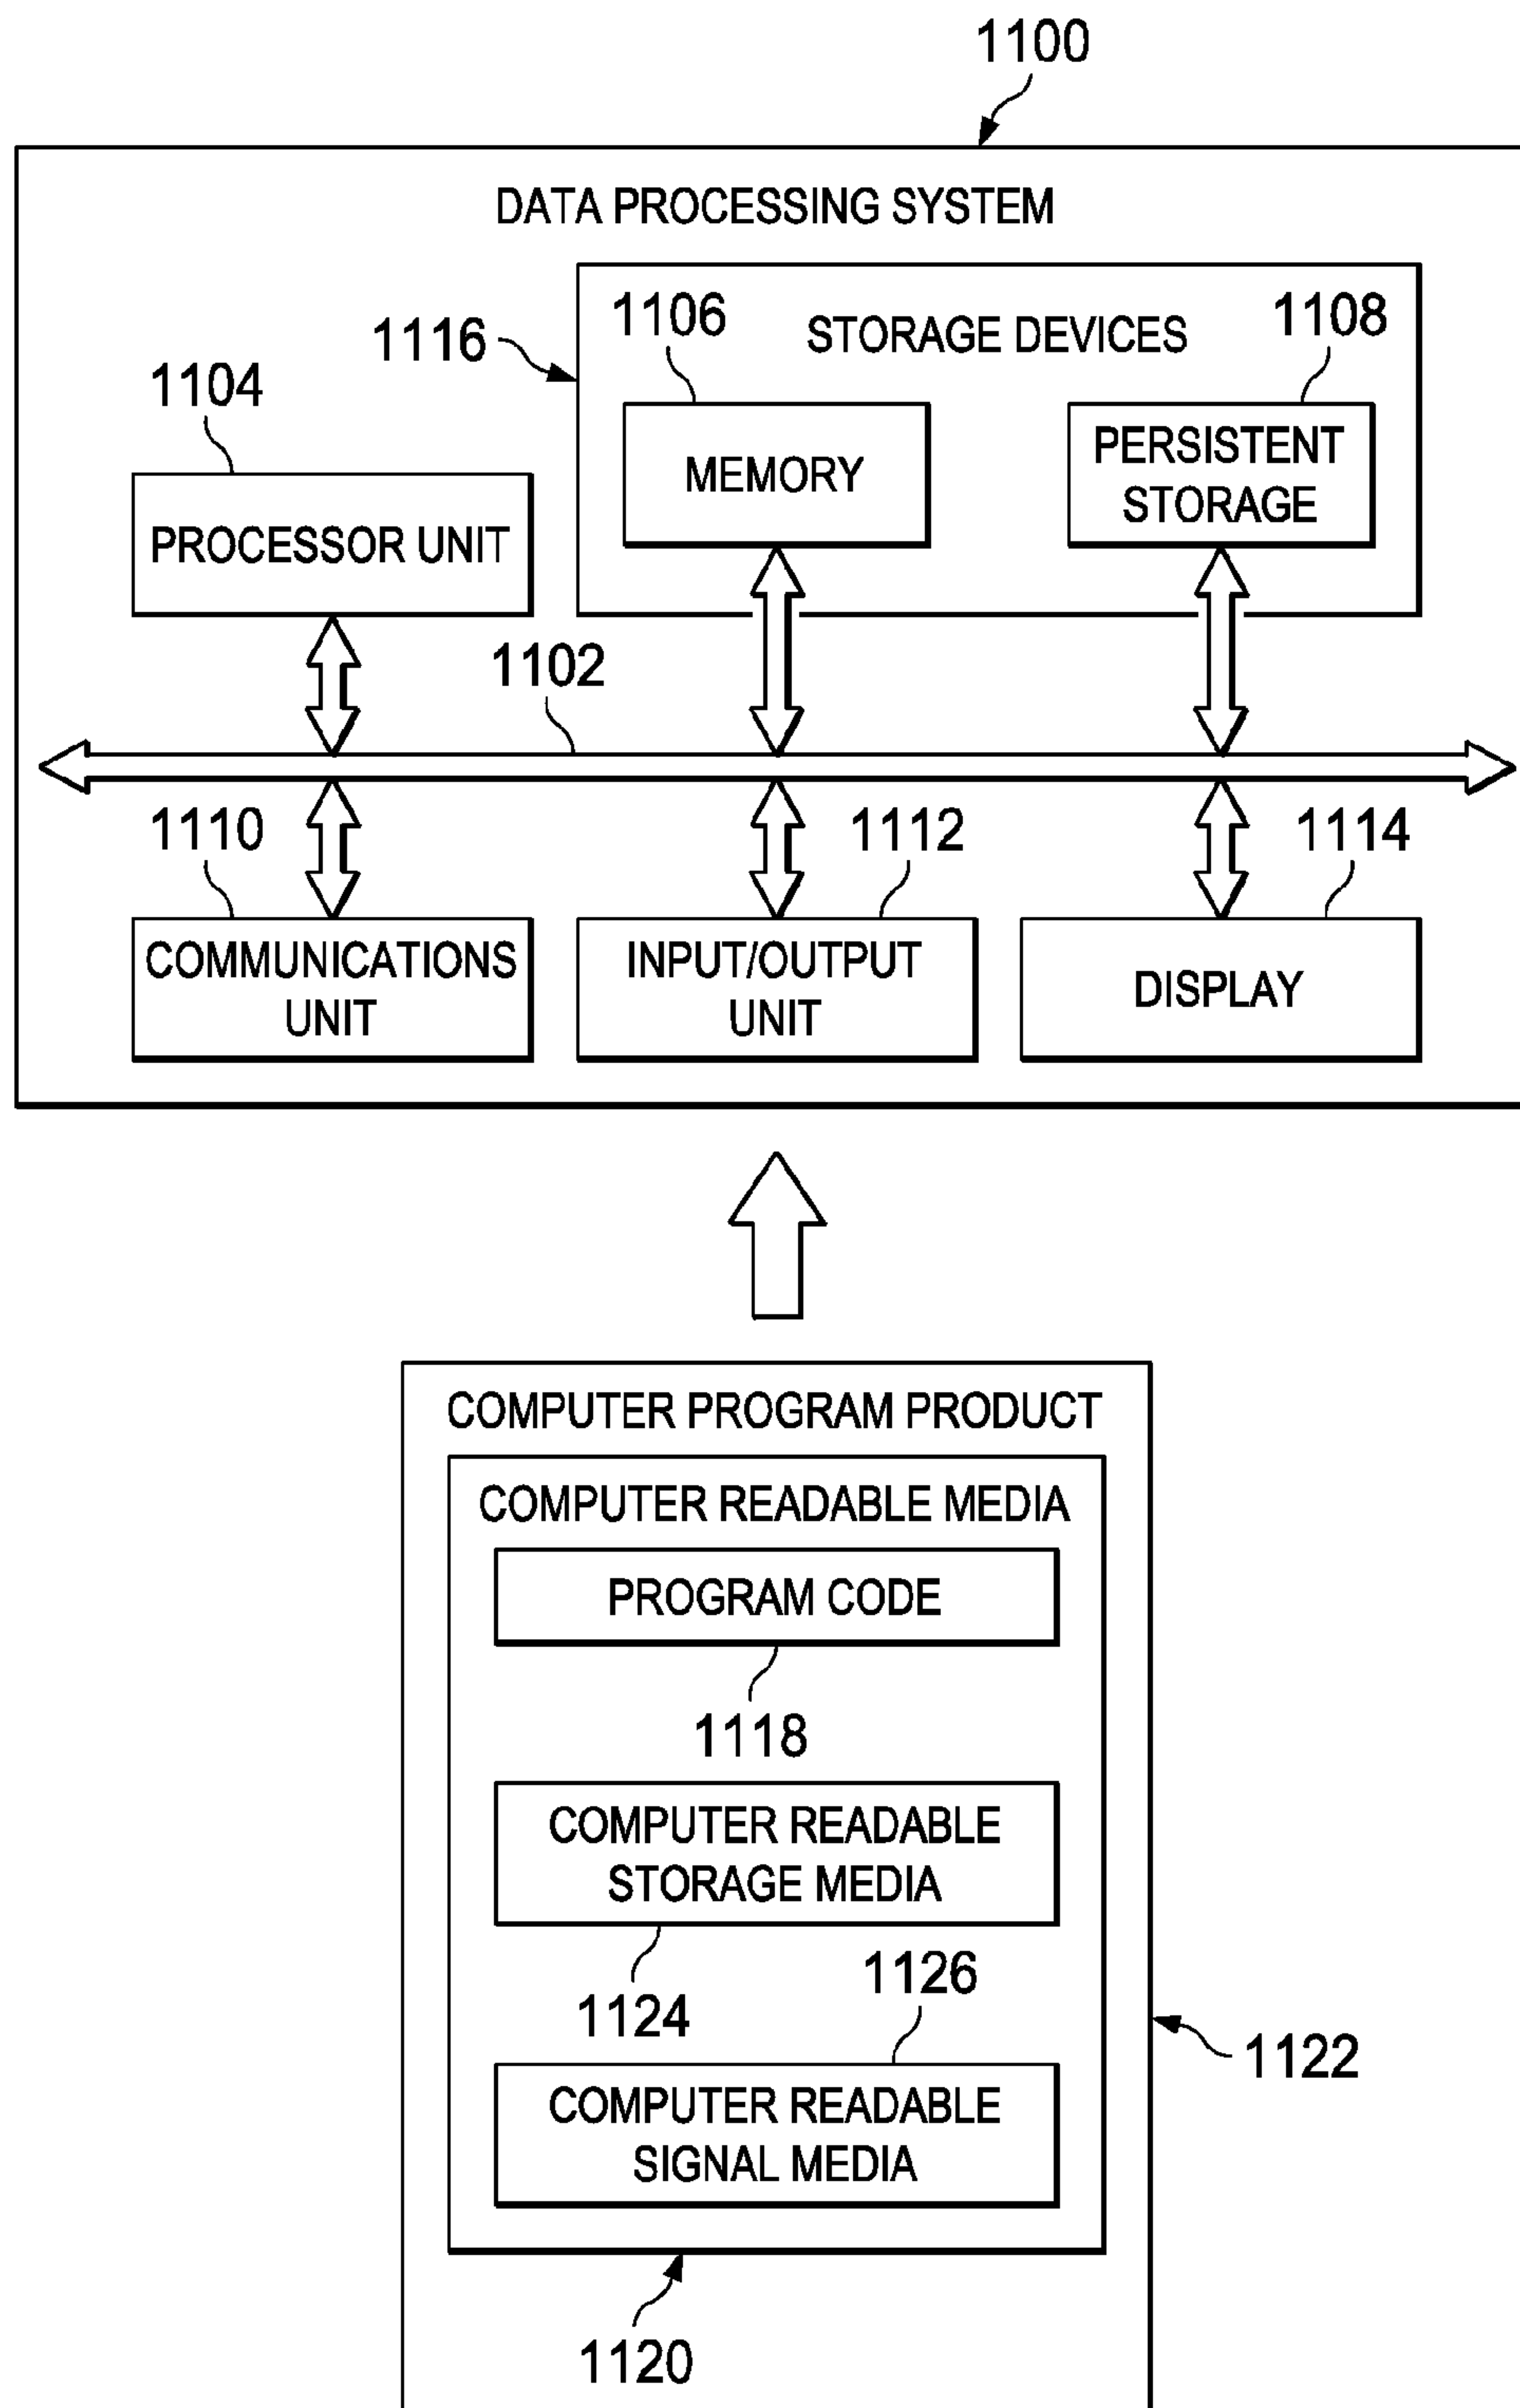 1100
DATA PROCESSING SYSTEM
1116
1106
STORAGE DEVICES
1108
1104
MEMORY
PERSISTENT
STORAGE
PROCESSOR UNIT
1102
1110
1112
1114
COMMUNICATIONS
UNIT
INPUT/OUTPUT
UNIT
DISPLAY
COMPUTER PROGRAM PRODUCT
COMPUTER READABLE MEDIA
PROGRAM CODE
1118
COMPUTER READABLE
STORAGE MEDIA
1124
1126
1122
COMPUTER READABLE
SIGNAL MEDIA
1120